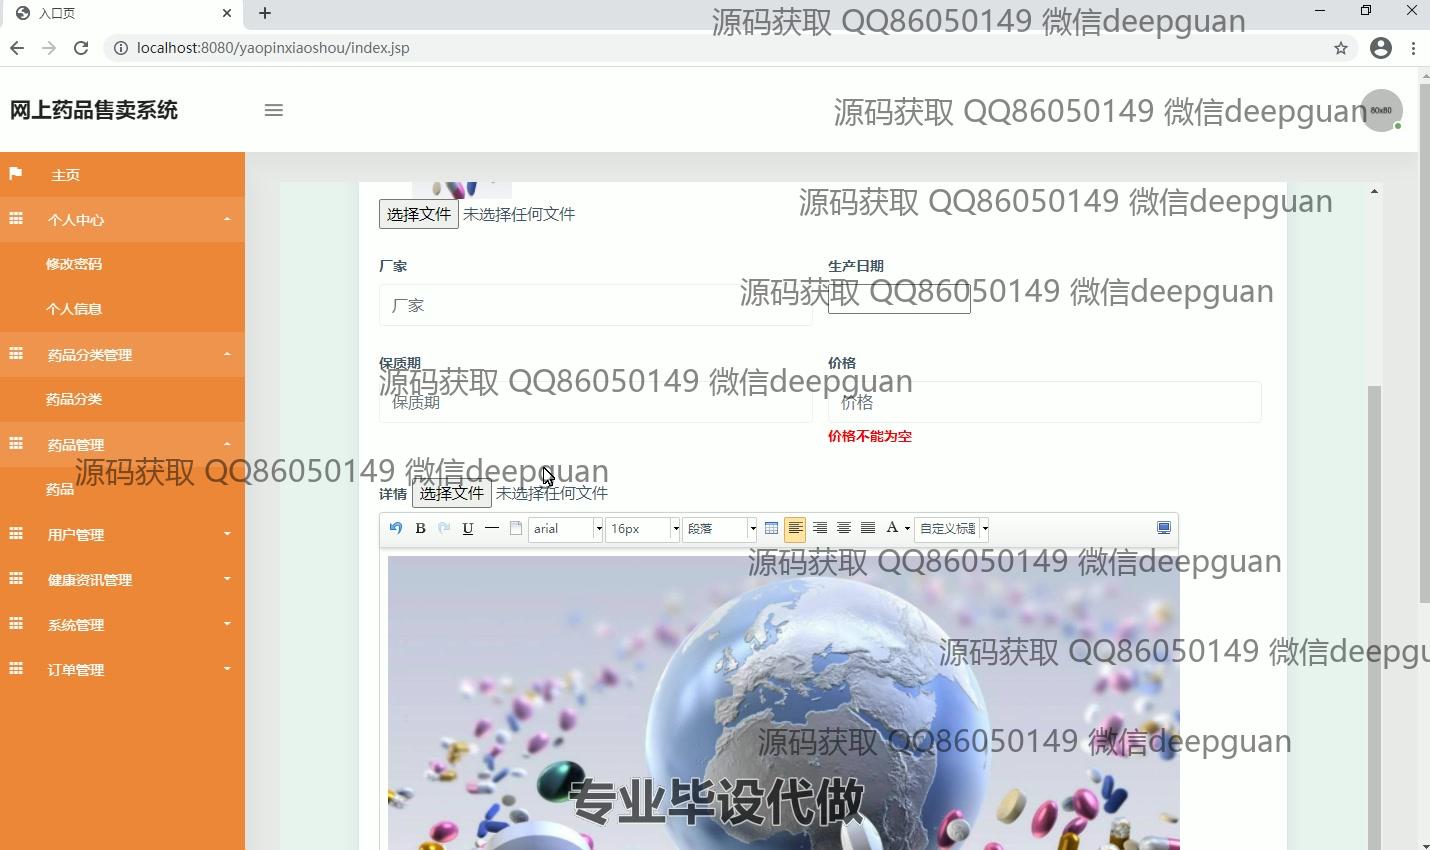 入口页
源码获取 QQ86050149 微信deepguan
localhost:8080/yaopinxiaoshou/index.jsp
网上药品售卖系统
源码获取 QQ86050149 微信deepguan
80x80
主页
个人中心
修改密码
个人信息
药品分类管理
药品分类
药品管理
药品
用户管理
健康资讯管理
系统管理
订单管理
选择文件 未选择任何文件
源码获取 QQ86050149 微信deepguan
厂家
生产日期
厂家
源码获取 QQ86050149 微信deepguan
保质期
价格
源码获取 QQ86050149 微信deepguan
保质期
价格
价格不能为空
源码获取 QQ86050149 微信deepguan
详情 选择文件 未选择任何文件
B U arial 16px 段落 A 自定义标题
源码获取 QQ86050149 微信deepguan
源码获取 QQ86050149 微信deepgu
源码获取 QQ86050149 微信deepguan
专业毕设代做